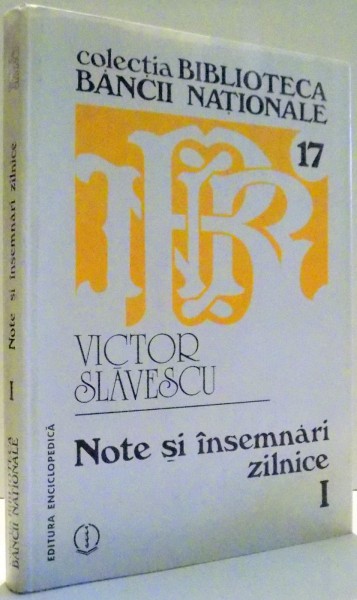 colecția BIBLIOTECA
BĂNCII NAȚIONALE
17
VICTOR
SLĂVESCU
Note și însemnări
zilnice
I
EDITURA ENCICLOPEDICĂ
Note și însemnări zilnice
I
BIBLIOTECA
BĂNCII NAȚIONALE